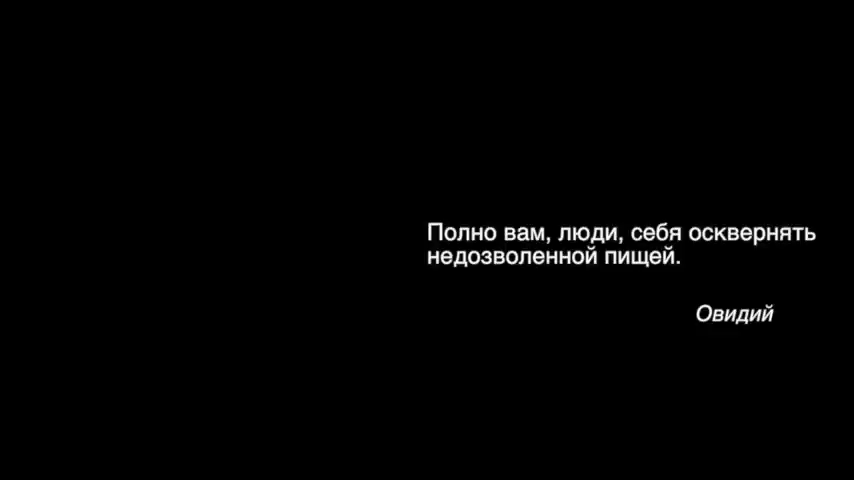 Полно вам, люди, себя осквернять
недозволенной пищей.
Овидий